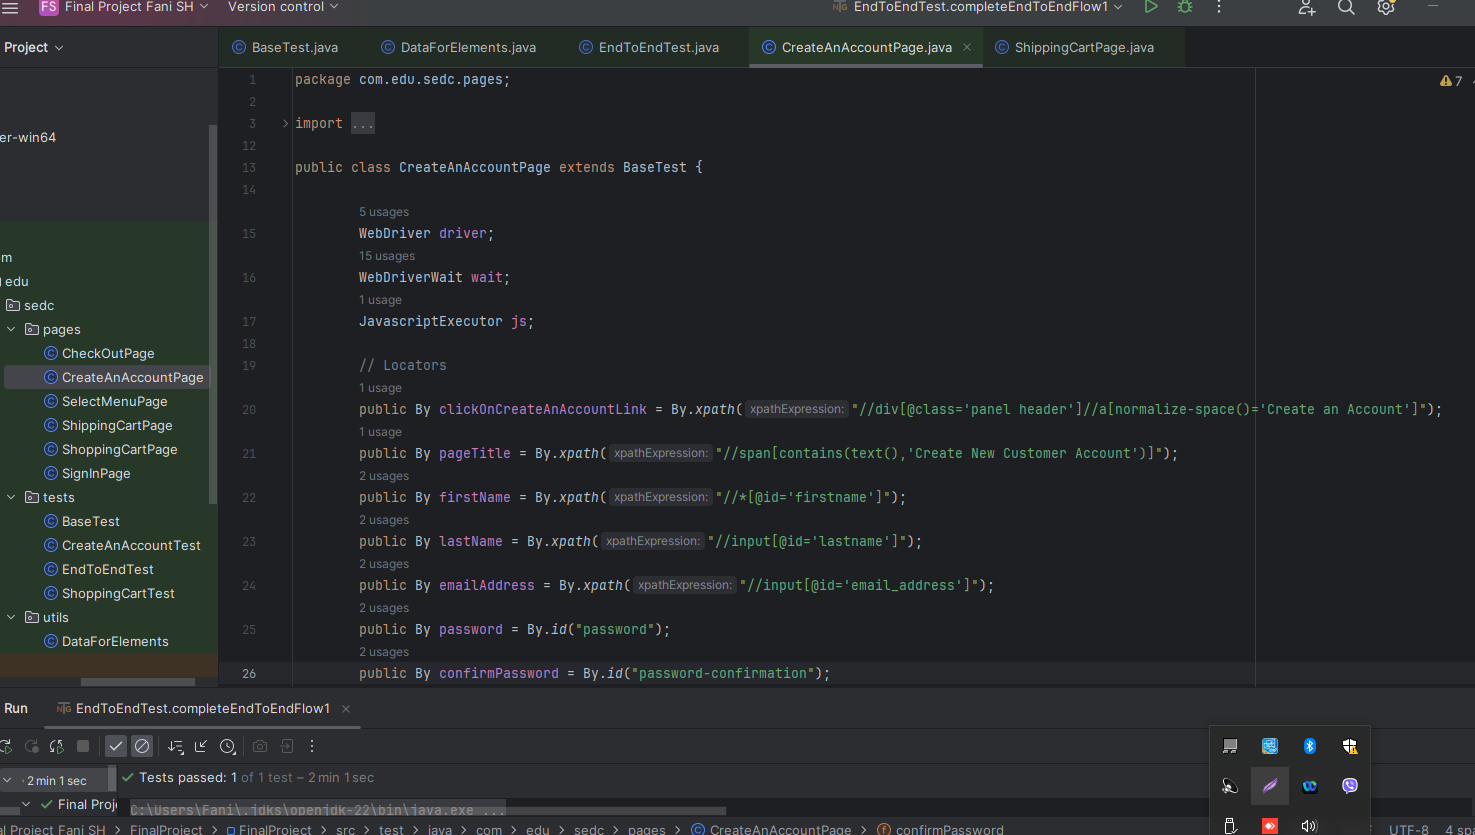 FS Final Project Fani SH Version control EndToEndTest.completeEndToEndFlow1
Project
BaseTest.java DataForElements.java EndToEndTest.java CreateAnAccountPage.java ShippingCartPage.java
er-win64
m
edu
sedc
pages
CheckOutPage
CreateAnAccountPage
SelectMenuPage
ShippingCartPage
ShoppingCartPage
SignInPage
tests
BaseTest
CreateAnAccountTest
EndToEndTest
ShoppingCartTest
utils
DataForElements
7
1 package com.edu.sedc.pages;
2
3 import ...
12
13 public class CreateAnAccountPage extends BaseTest {
14
5 usages
15 WebDriver driver;
15 usages
16 WebDriverWait wait;
1 usage
17 JavascriptExecutor js;
18
19 // Locators
1 usage
20 public By clickOnCreateAnAccountLink = By.xpath( xpathExpression: "//div[@class='panel header']//a[normalize-space()='Create an Account']");
1 usage
21 public By pageTitle = By.xpath( xpathExpression: "//span[contains(text(),'Create New Customer Account')]");
2 usages
22 public By firstName = By.xpath( xpathExpression: "//*[@id='firstname']");
2 usages
23 public By lastName = By.xpath( xpathExpression: "//input[@id='lastname']");
2 usages
24 public By emailAddress = By.xpath( xpathExpression: "//input[@id='email_address']");
2 usages
25 public By password = By.id("password");
2 usages
26 public By confirmPassword = By.id("password-confirmation");
Run EndToEndTest.completeEndToEndFlow1
2 min 1 sec
Tests passed: 1 of 1 test – 2 min 1 sec
Final Proj
C:\Users\Fani\.jdks\openjdk-22\bin\java.exe ...
al Project Fani SH > FinalProject > FinalProject > src > test > java > com > edu > sedc > pages > CreateAnAccountPage > confirmPassword UTF-8 4 spa